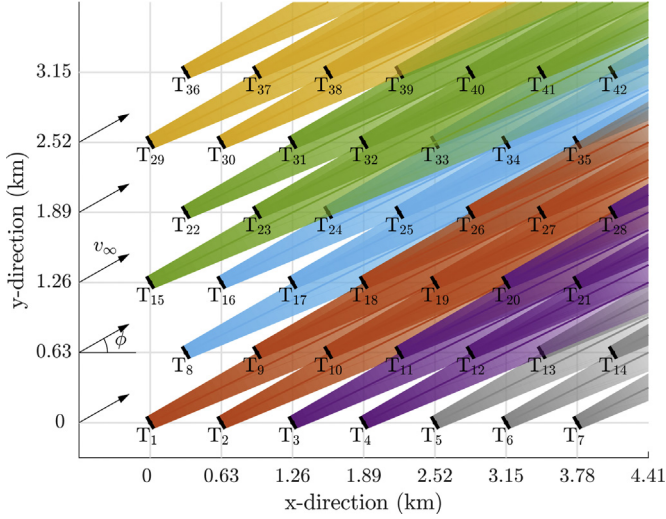 3.15
T36 T37 T38 T39 T40 T41 T42
2.52
T29 T30 T31 T32 T33 T34 T35
1.89
T22 T23 T24 T25 T26 T27 T28
v∞
1.26
T15 T16 T17 T18 T19 T20 T21
ϕ
0.63
T8 T9 T10 T11 T12 T13 T14
0
T1 T2 T3 T4 T5 T6 T7
0 0.63 1.26 1.89 2.52 3.15 3.78 4.41
x-direction (km)
y-direction (km)